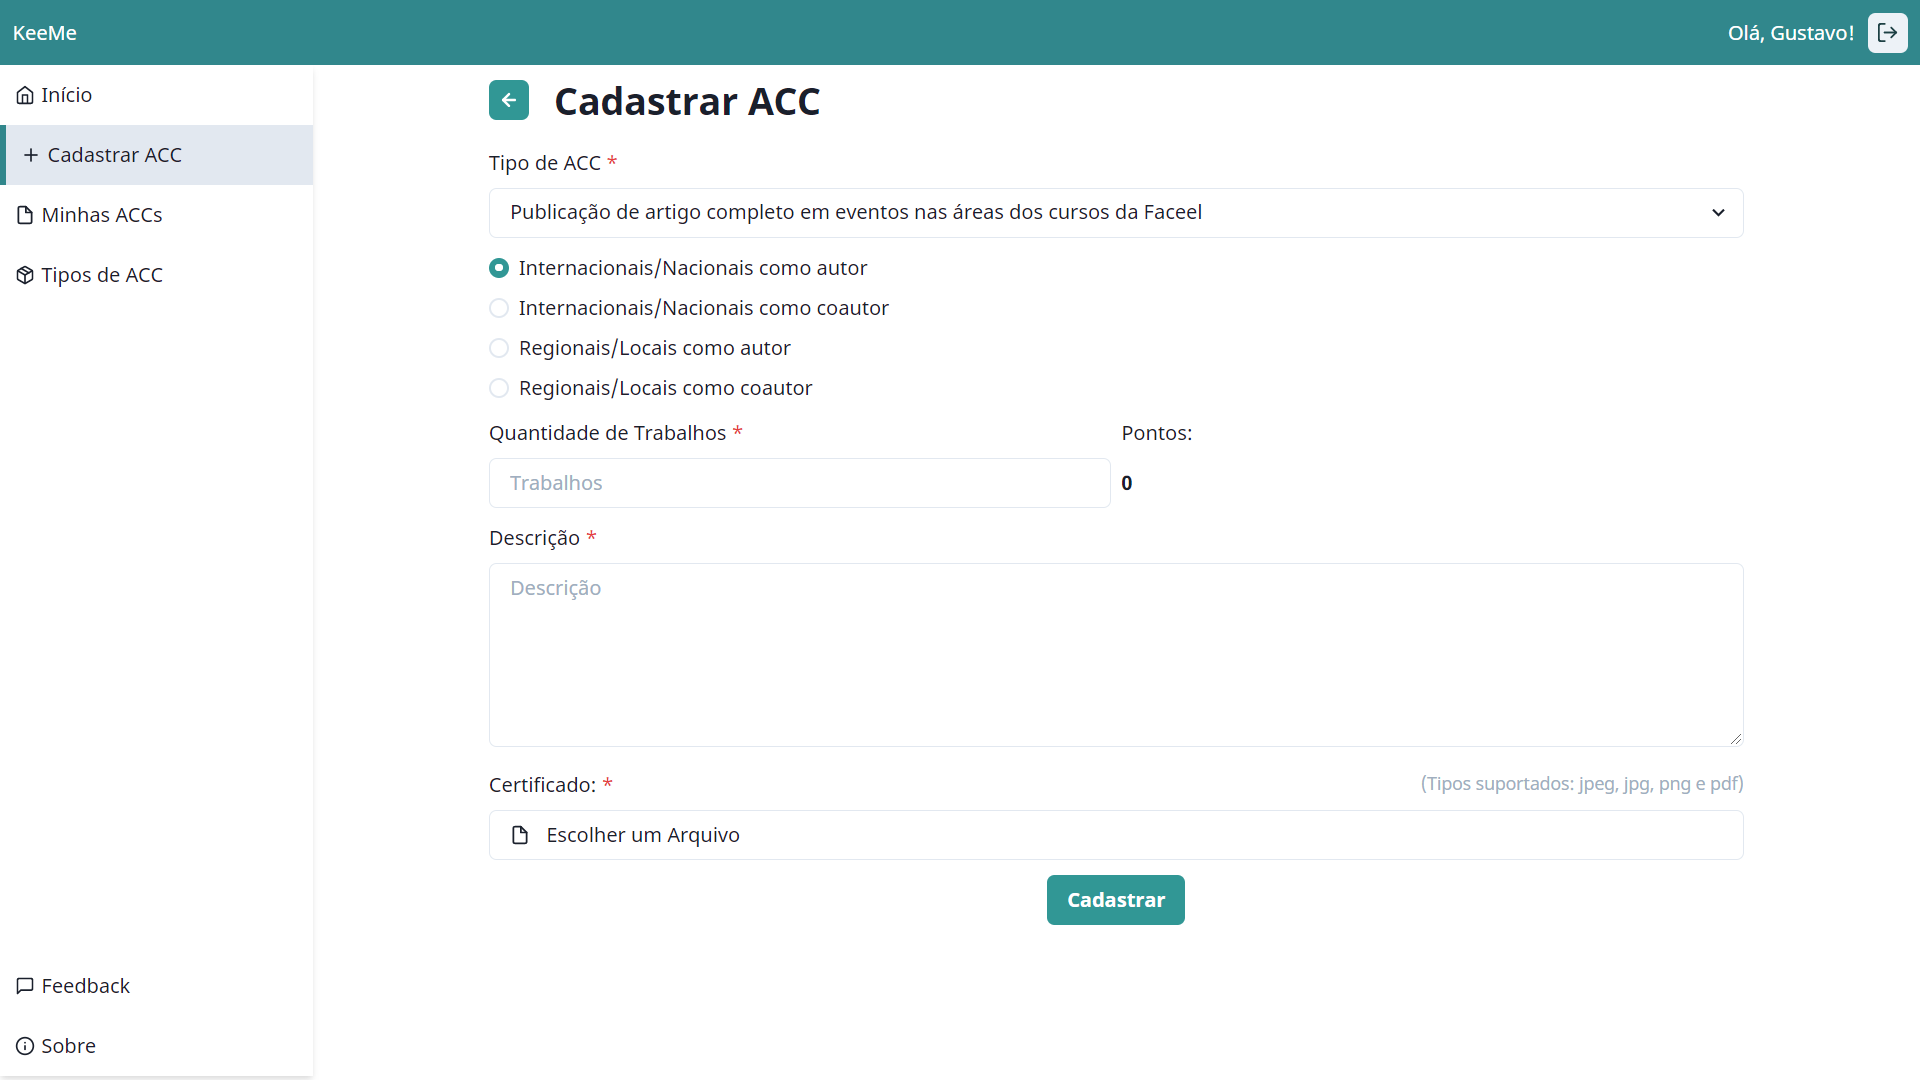 KeeMe
Olá, Gustavo!
Início
Cadastrar ACC
Minhas ACCs
Tipos de ACC
Feedback
Sobre
Cadastrar ACC
Tipo de ACC *
Publicação de artigo completo em eventos nas áreas dos cursos da Faceel
Internacionais/Nacionais como autor
Internacionais/Nacionais como coautor
Regionais/Locais como autor
Regionais/Locais como coautor
Quantidade de Trabalhos *
Pontos:
Trabalhos
0
Descrição *
Descrição
Certificado: *
(Tipos suportados: jpeg, jpg, png e pdf)
Escolher um Arquivo
Cadastrar